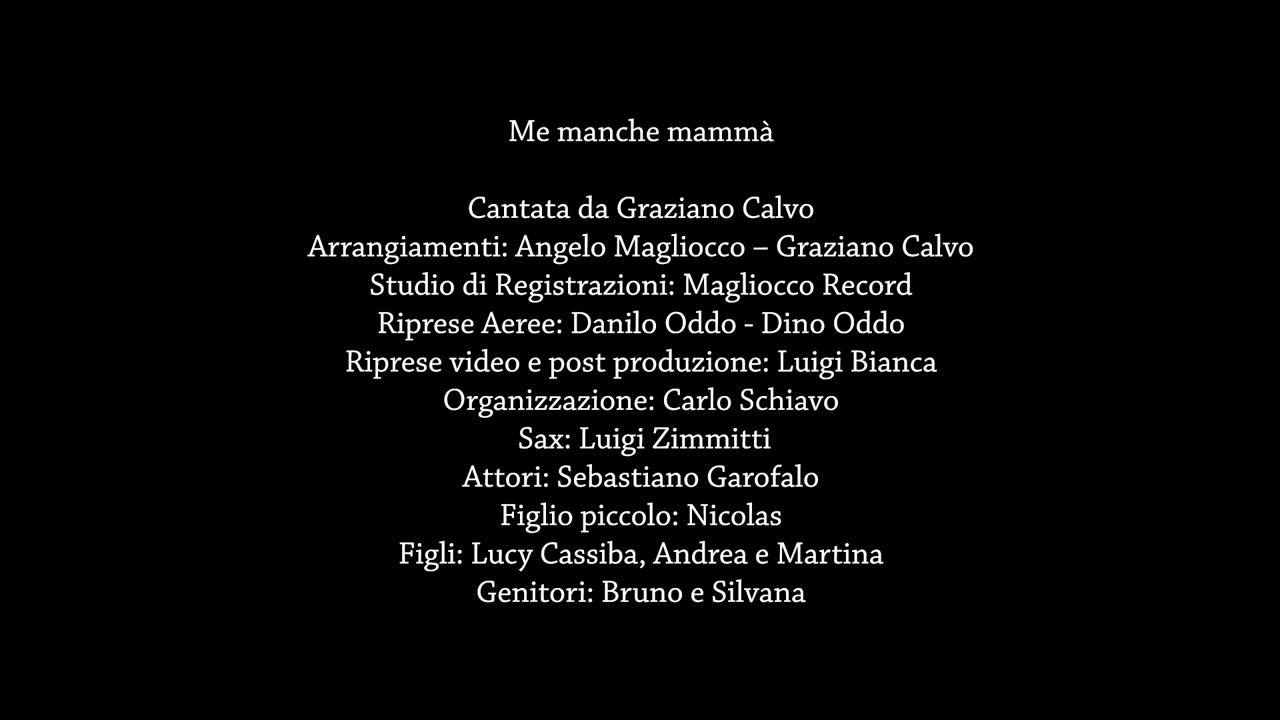 Me manche mammà
Cantata da Graziano Calvo
Arrangiamenti: Angelo Magliocco – Graziano Calvo
Studio di Registrazioni: Magliocco Record
Riprese Aeree: Danilo Oddo - Dino Oddo
Riprese video e post produzione: Luigi Bianca
Organizzazione: Carlo Schiavo
Sax: Luigi Zimmitti
Attori: Sebastiano Garofalo
Figlio piccolo: Nicolas
Figli: Lucy Cassiba, Andrea e Martina
Genitori: Bruno e Silvana